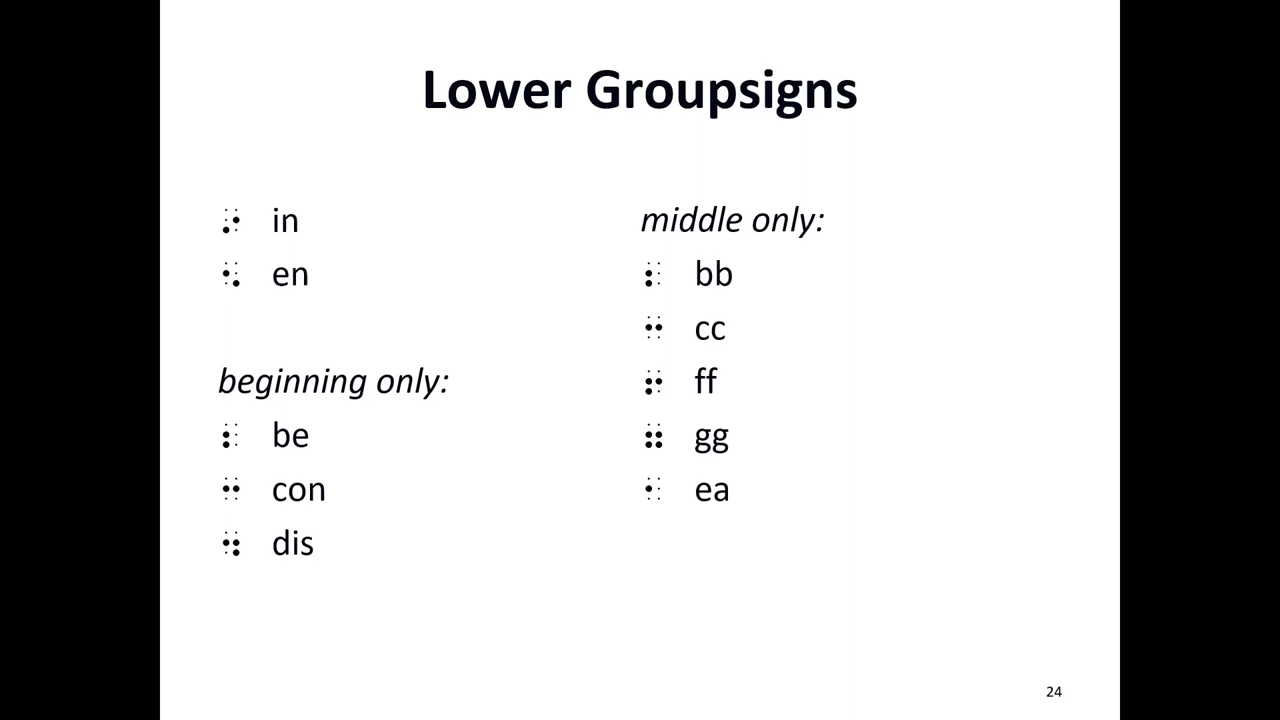 Lower Groupsigns
⠔ in
⠢ en
beginning only:
⠆ be
⠒ con
⠲ dis
middle only:
⠆ bb
⠒ cc
⠖ ff
⠶ gg
⠂ ea
24